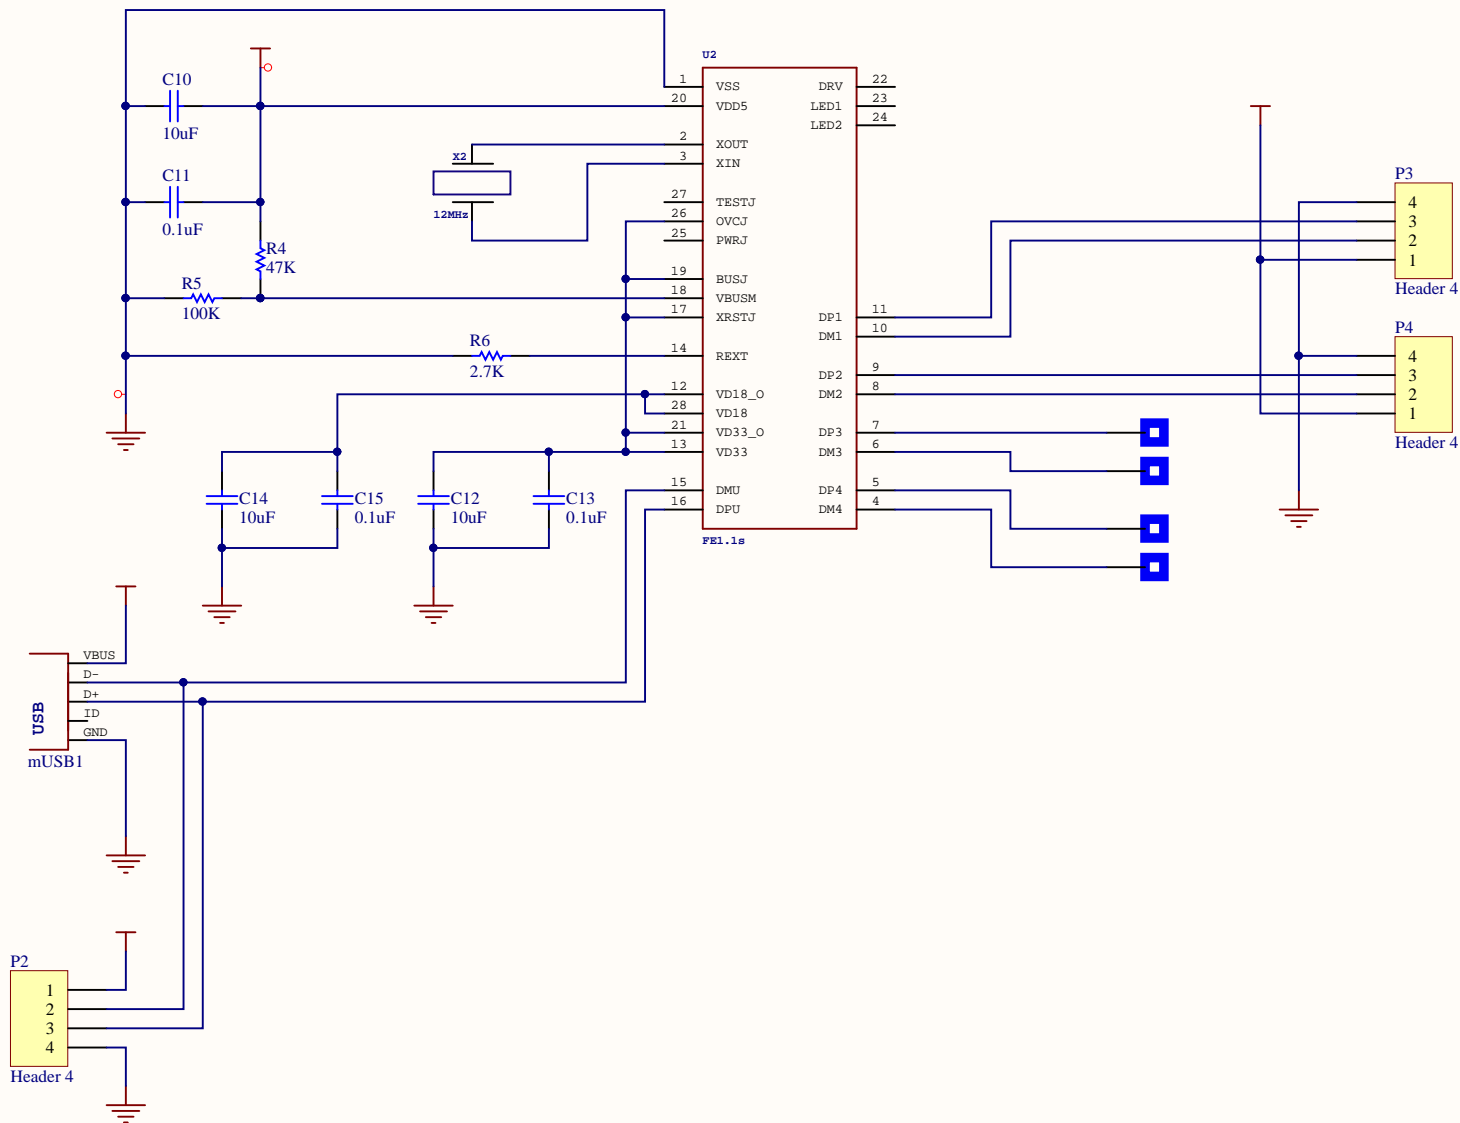 C10
10uF
C11
0.1uF
R4
47K
R5
100K
R6
2.7K
X2
12MHz
U2
1 VSS
20 VDD5
2 XOUT
3 XIN
27 TESTJ
26 OVCJ
25 PWRJ
19 BUSJ
18 VBUSM
17 XRSTJ
14 REXT
12 VD18_O
28 VD18
21 VD33_O
13 VD33
15 DMU
16 DPU
DRV 22
LED1 23
LED2 24
DP1 11
DM1 10
DP2 9
DM2 8
DP3 7
DM3 6
DP4 5
DM4 4
FE1.1s
P3
4
3
2
1
Header 4
P4
4
3
2
1
Header 4
C14
10uF
C15
0.1uF
C12
10uF
C13
0.1uF
VBUS
D-
D+
ID
GND
USB
mUSB1
P2
1
2
3
4
Header 4